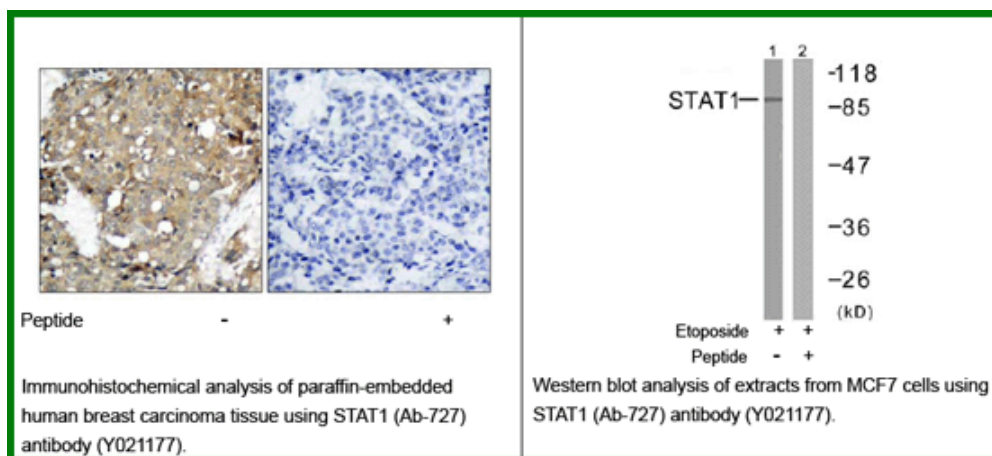 Peptide - +
Immunohistochemical analysis of paraffin-embedded
human breast carcinoma tissue using STAT1 (Ab-727)
antibody (Y021177).
1 2
-118
STAT1— -85
-47
-36
-26
(kD)
Etoposide + +
Peptide - +
Western blot analysis of extracts from MCF7 cells using
STAT1 (Ab-727) antibody (Y021177).